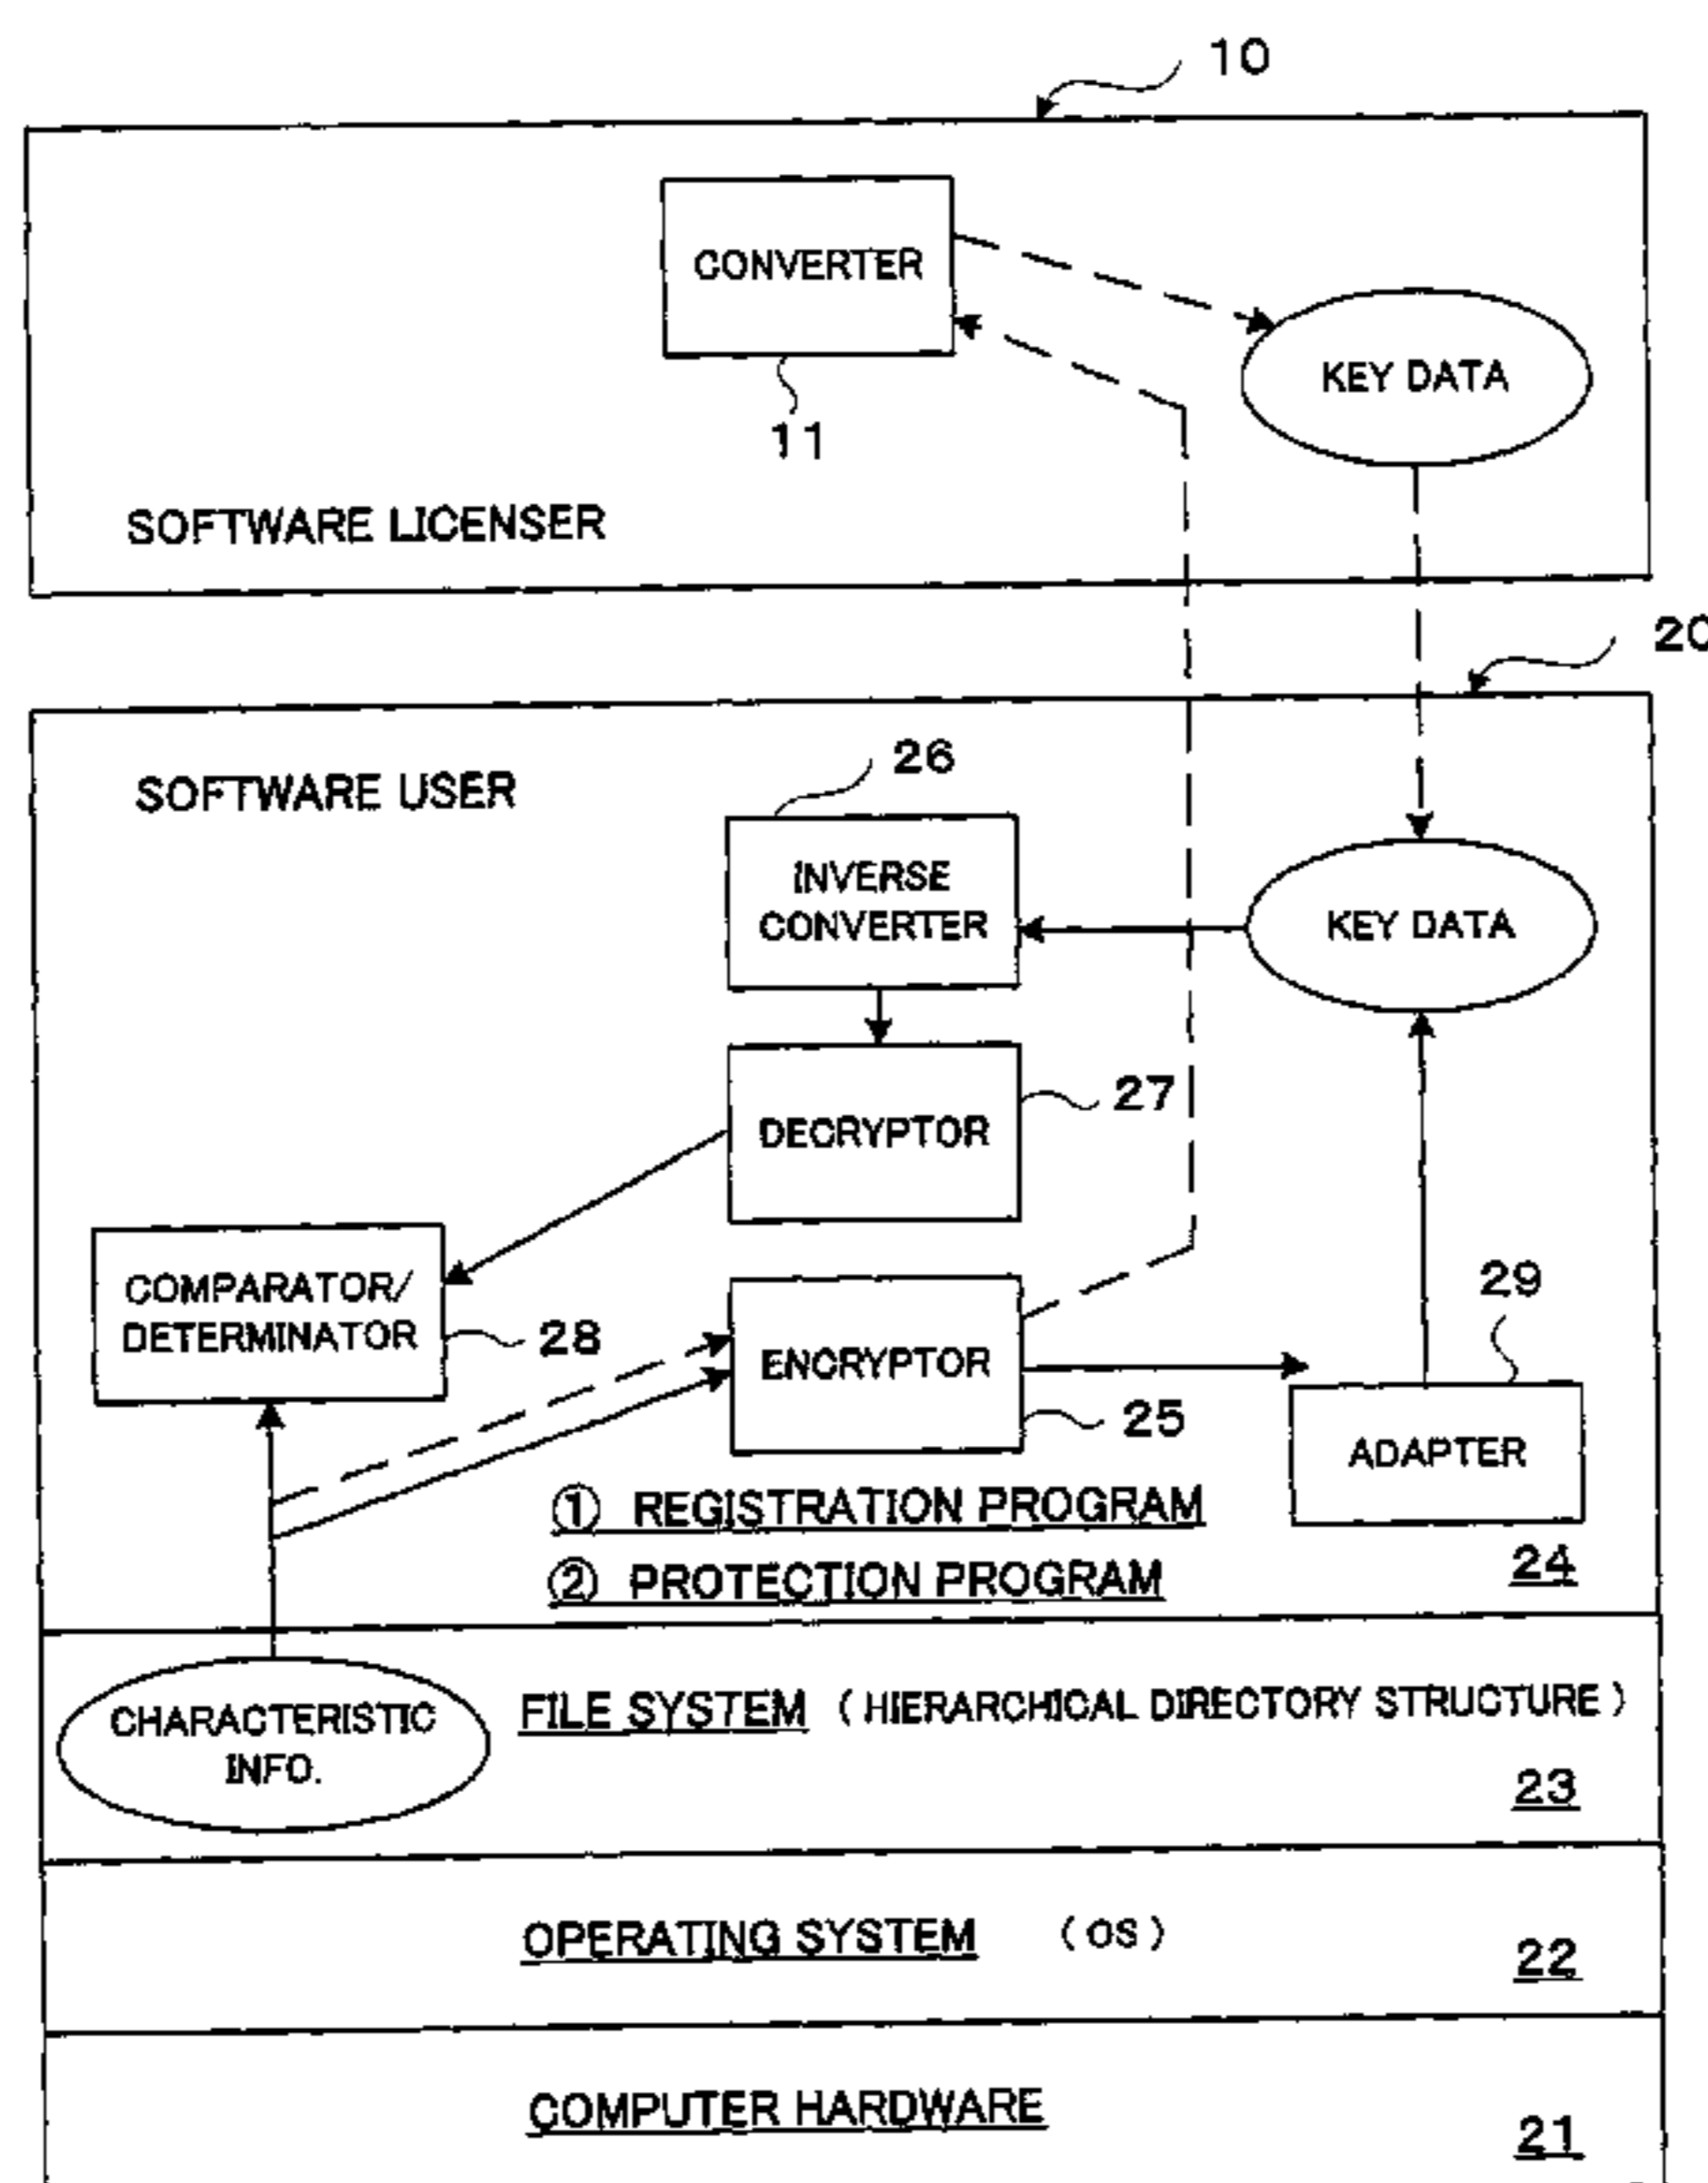 10
CONVERTER
KEY DATA
11
SOFTWARE LICENSER
20
SOFTWARE USER
26
INVERSE
CONVERTER
KEY DATA
27
DECRYPTOR
COMPARATOR/
DETERMINATOR
28
29
ENCRYPTOR
25
ADAPTER
① REGISTRATION PROGRAM
② PROTECTION PROGRAM
24
CHARACTERISTIC
INFO.
FILE SYSTEM (HIERARCHICAL DIRECTORY STRUCTURE)
23
OPERATING SYSTEM (OS)
22
COMPUTER HARDWARE
21